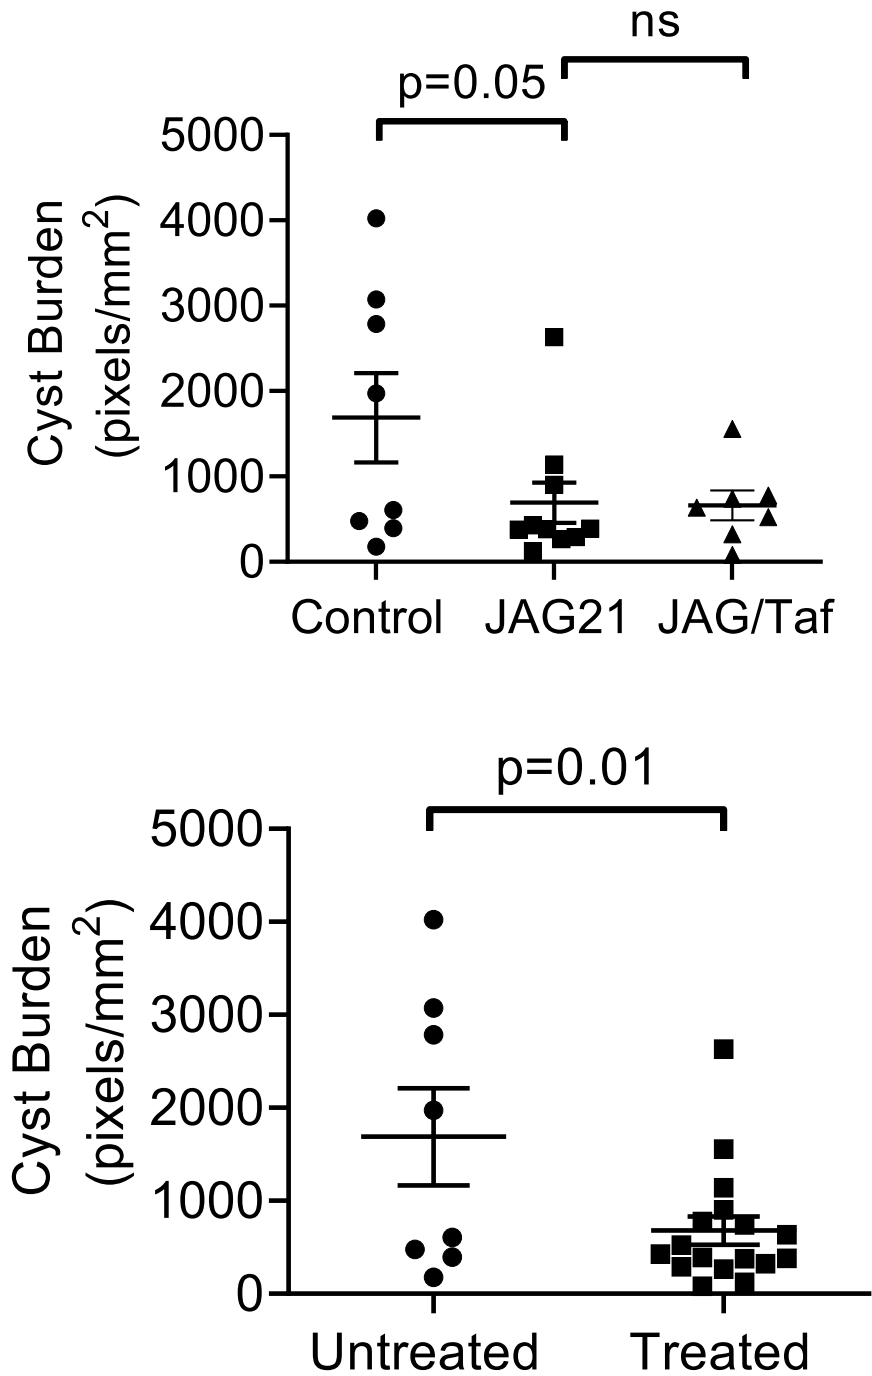 ns
p=0.05
5000
4000
3000
2000
1000
0
Cyst Burden
(pixels/mm²)
Control JAG21 JAG/Taf
p=0.01
5000
4000
3000
2000
1000
0
Cyst Burden
(pixels/mm²)
Untreated Treated